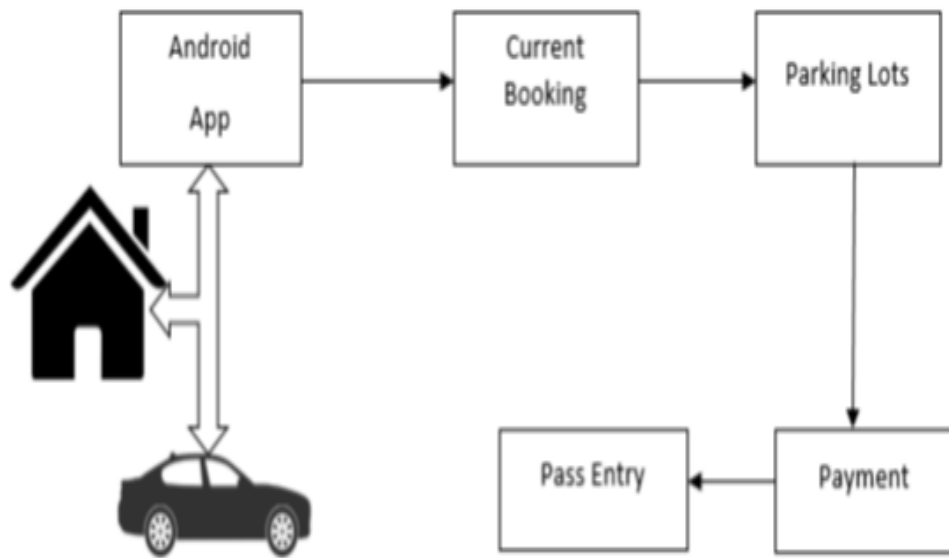 Android
App
Current
Booking
Parking Lots
Pass Entry
Payment